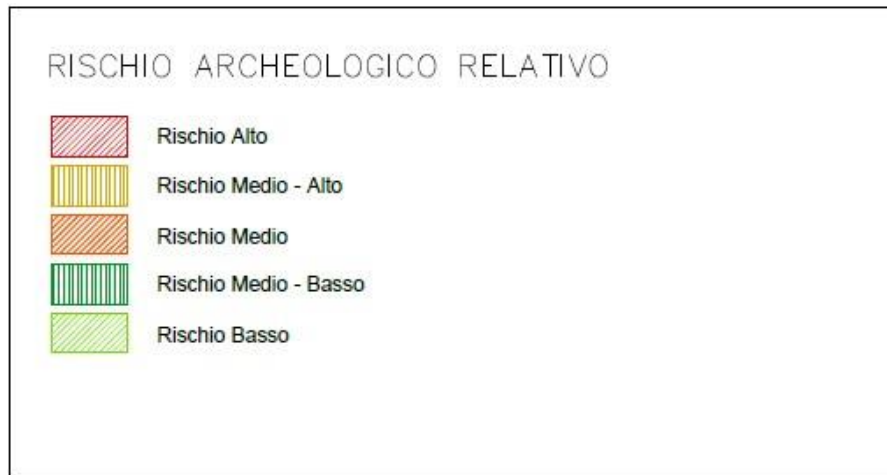 RISCHIO ARCHEOLOGICO RELATIVO
Rischio Alto
Rischio Medio - Alto
Rischio Medio
Rischio Medio - Basso
Rischio Basso